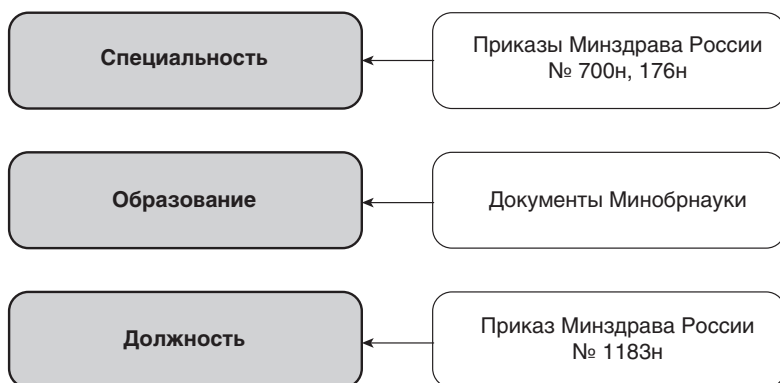 Специальность
Приказы Минздрава России
№ 700н, 176н
Образование
Документы Минобрнауки
Должность
Приказ Минздрава России
№ 1183н